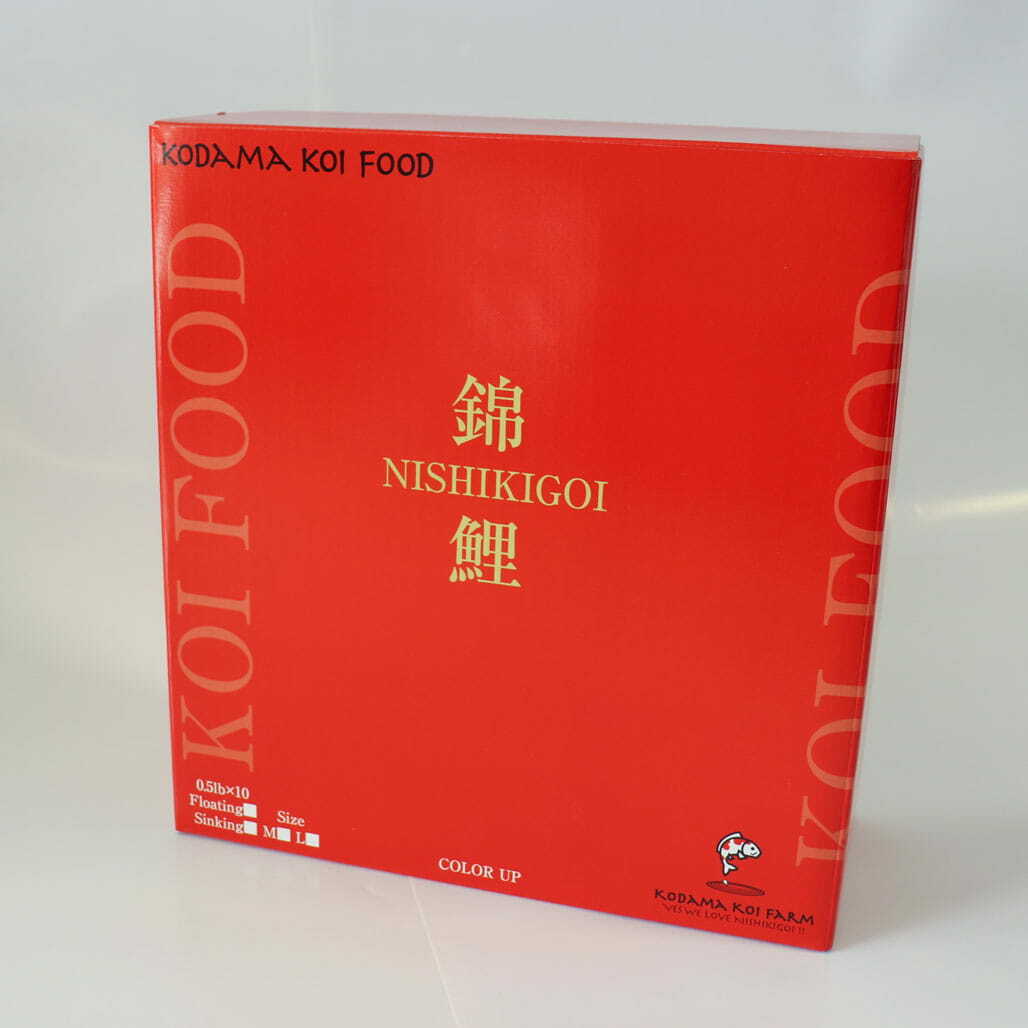 KODAMA KOI FOOD
KOI FOOD
錦
NISHIKIGOI
鯉
KOI FOOD
0.5lb×10
Floating
Sinking
Size
M L
COLOR UP
KODAMA KOI FARM
"YES WE LOVE NISHIKIGOI !!